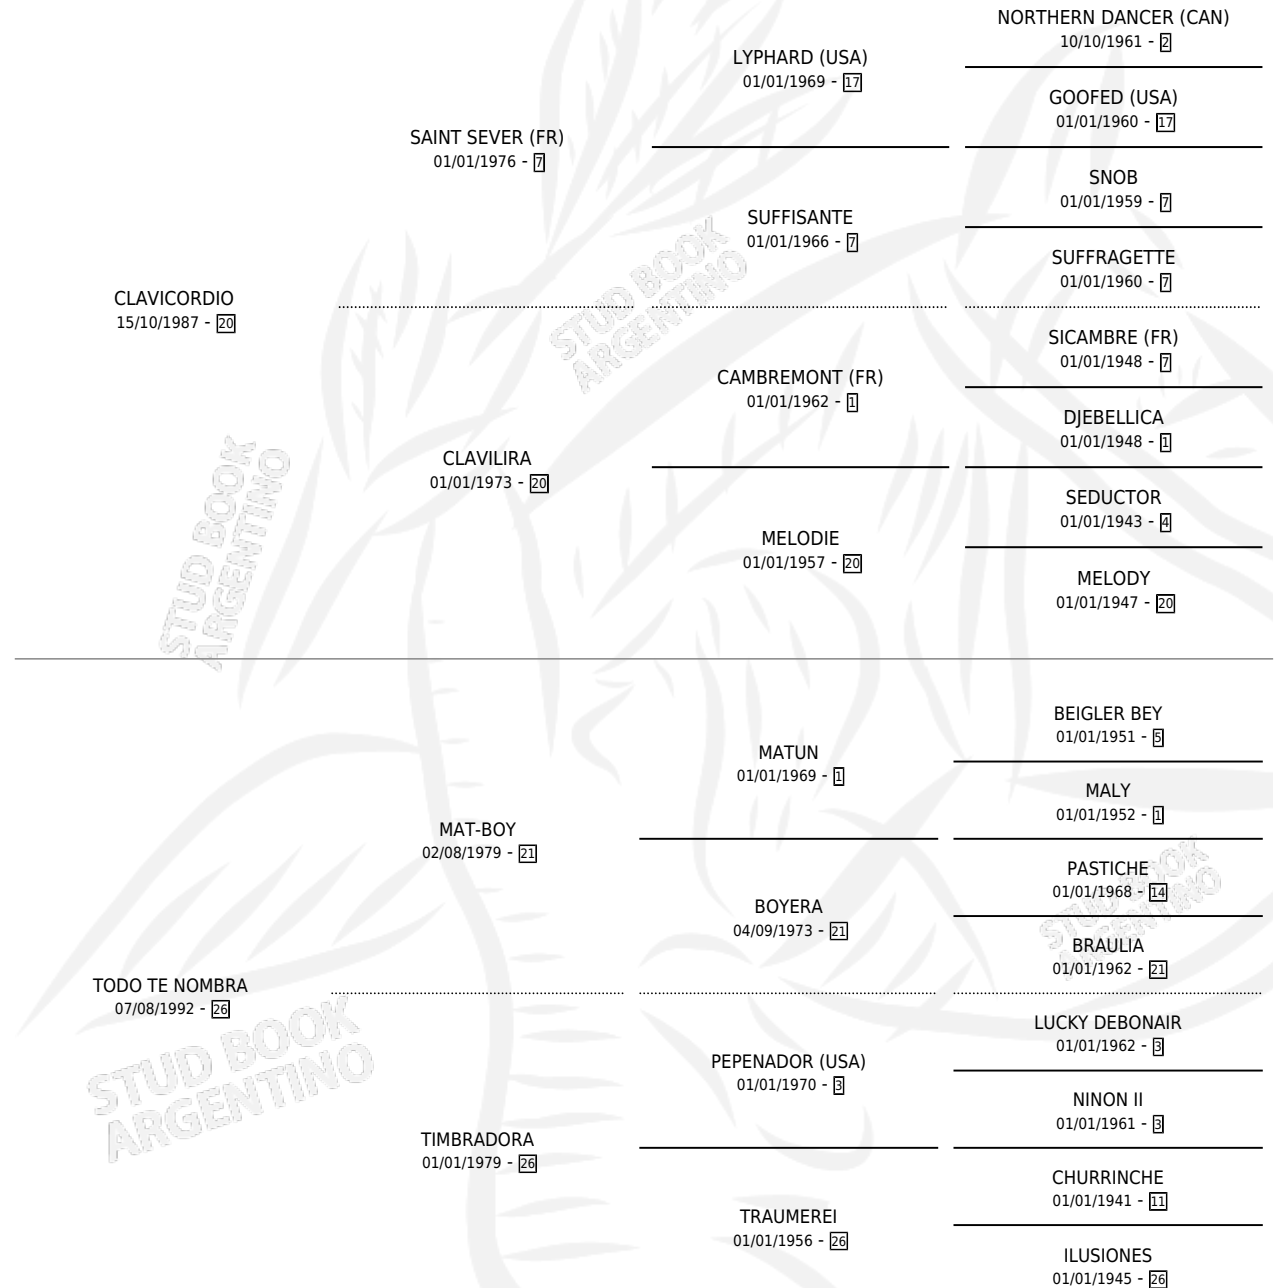 NORTHERN DANCER (CAN)
10/10/1961 - 2
LYPHARD (USA)
01/01/1969 - 17
GOOFED (USA)
01/01/1960 - 17
SAINT SEVER (FR)
01/01/1976 - 7
SNOB
01/01/1959 - 7
SUFFISANTE
01/01/1966 - 7
SUFFRAGETTE
01/01/1960 - 7
CLAVICORDIO
15/10/1987 - 20
STUD BOOK
ARGENTINO
SICAMBRE (FR)
01/01/1948 - 7
CAMBREMONT (FR)
01/01/1962 - 1
DJEBELLICA
01/01/1948 - 1
CLAVILIRA
01/01/1973 - 20
SEDUCTOR
01/01/1943 - 4
MELODIE
01/01/1957 - 20
MELODY
01/01/1947 - 20
STUD BOOK
ARGENTINO
BEIGLER BEY
01/01/1951 - 5
MATUN
01/01/1969 - 1
MALY
01/01/1952 - 1
MAT-BOY
02/08/1979 - 21
PASTICHE
01/01/1968 - 14
BOYERA
04/09/1973 - 21
BRAULIA
01/01/1962 - 21
STUD BOOK
ARGENTINO
TODO TE NOMBRA
07/08/1992 - 26
STUD BOOK
ARGENTINO
LUCKY DEBONAIR
01/01/1962 - 3
PEPENADOR (USA)
01/01/1970 - 3
NINON II
01/01/1961 - 3
TIMBRADORA
01/01/1979 - 26
CHURRINCHE
01/01/1941 - 11
TRAUMEREI
01/01/1956 - 26
ILUSIONES
01/01/1945 - 26